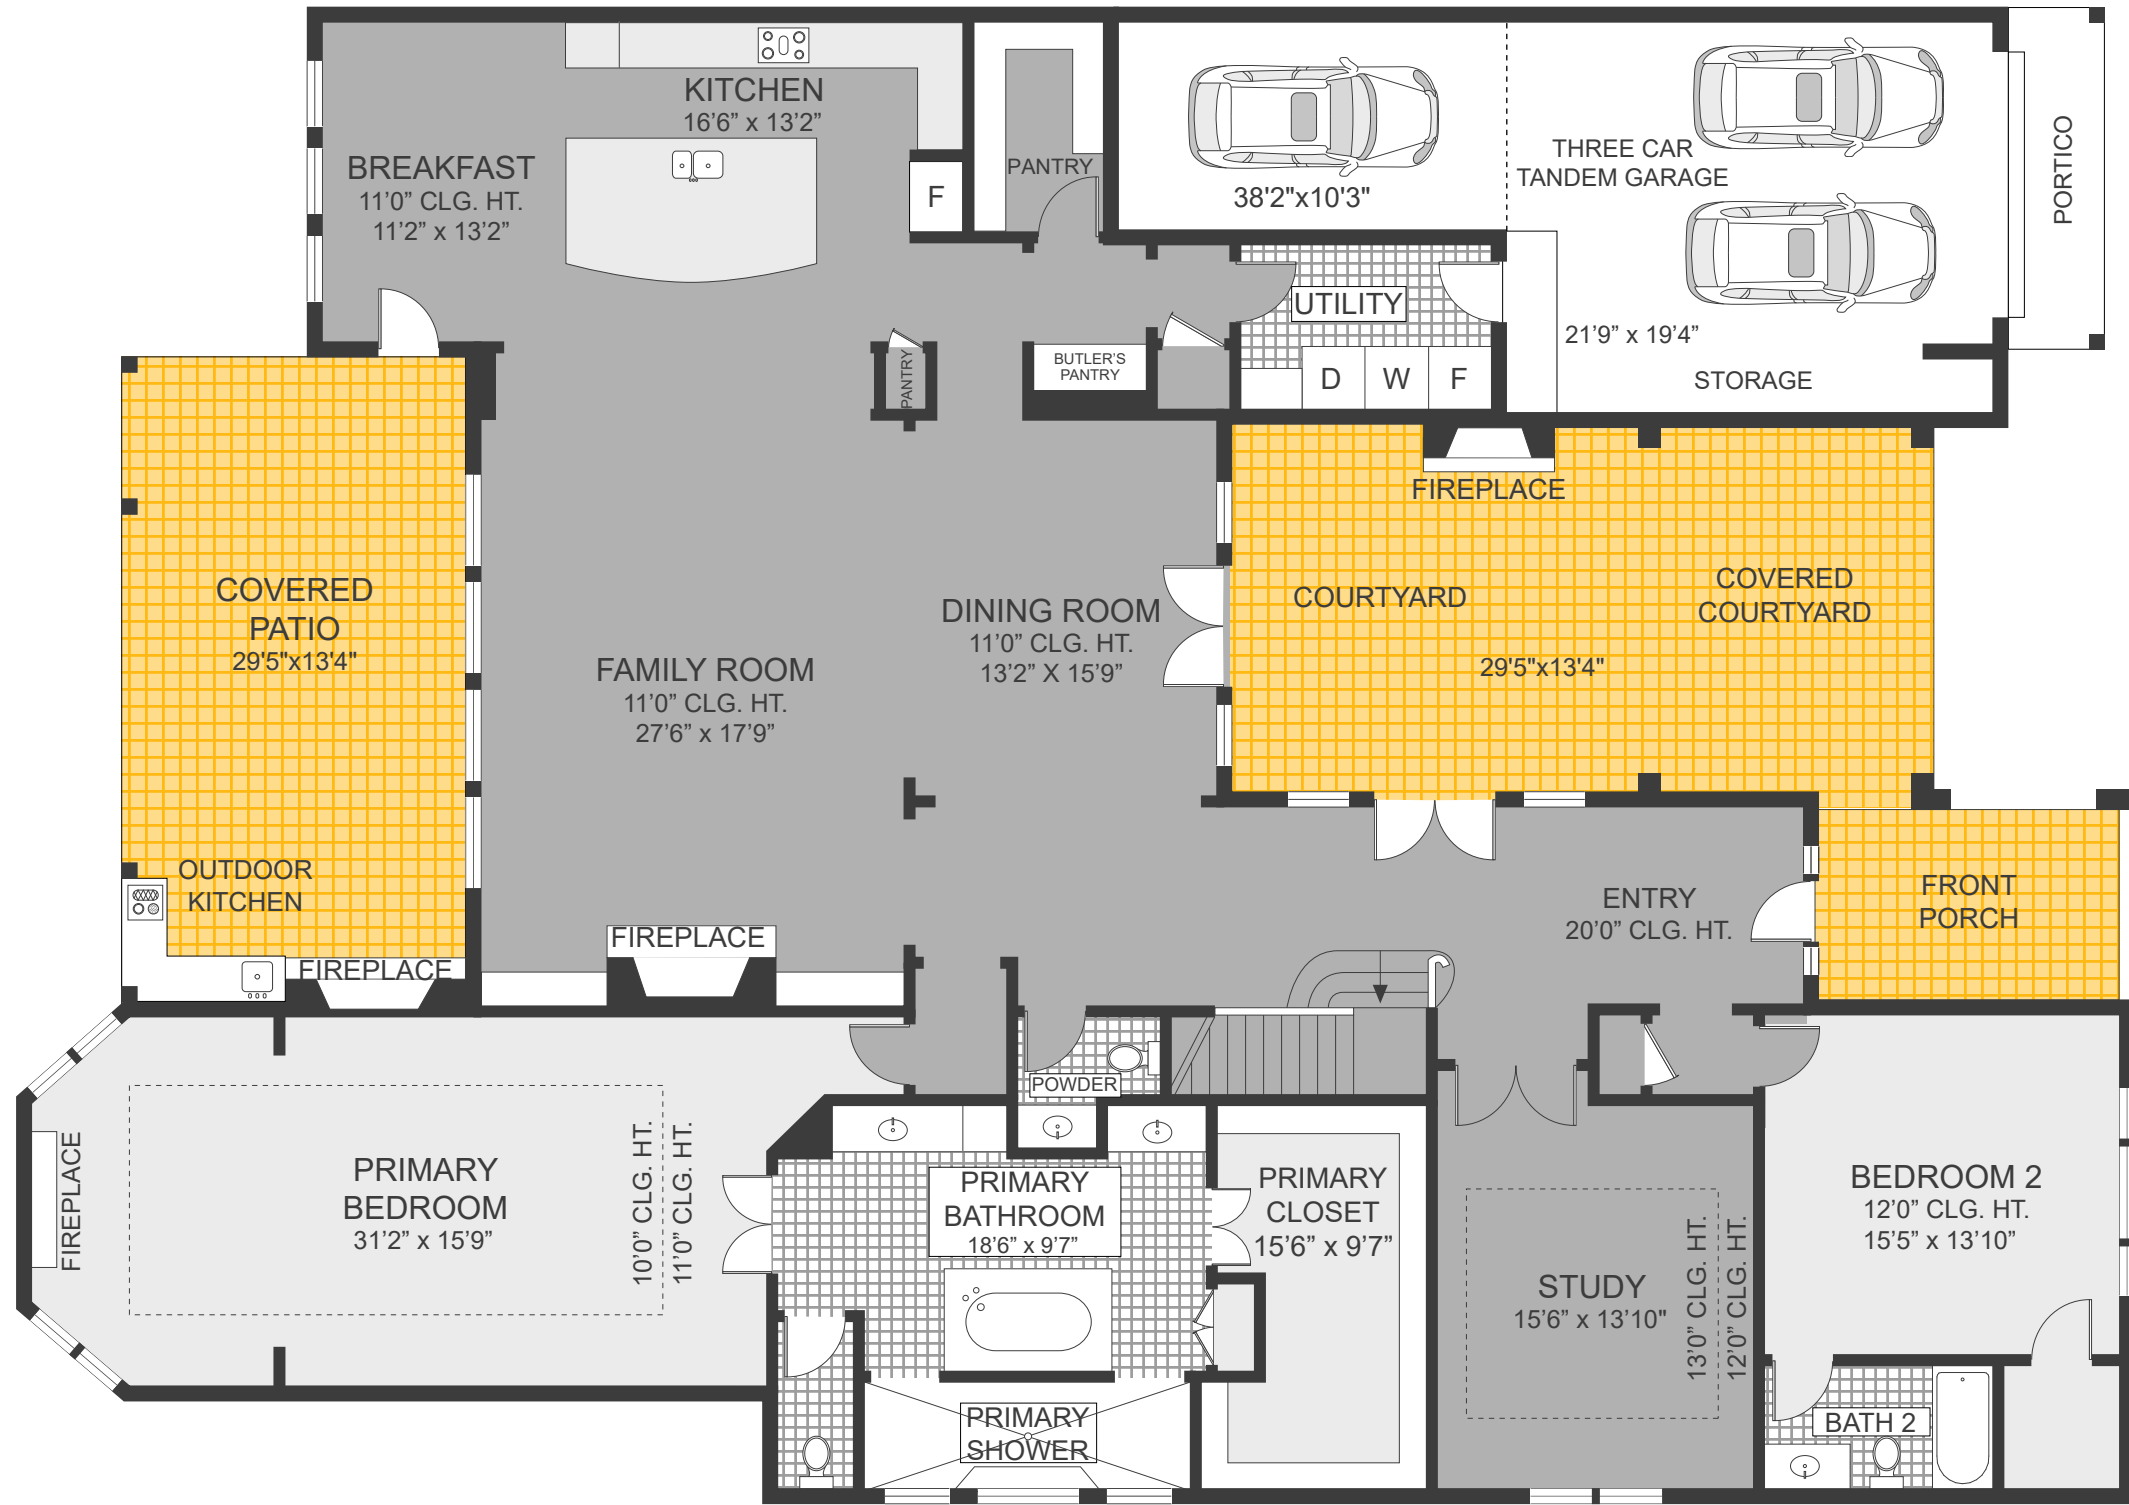 KITCHEN
16’6” x 13’2”
BREAKFAST
11’0” CLG. HT.
11’2” x 13’2”
F
PANTRY
38'2"x10'3"
THREE CAR
TANDEM GARAGE
PORTICO
21’9” x 19’4”
STORAGE
UTILITY
D
W
F
BUTLER’S
PANTRY
PANTRY
COVERED
PATIO
29'5"x13'4"
OUTDOOR
KITCHEN
FIREPLACE
FAMILY ROOM
11’0” CLG. HT.
27’6” x 17’9”
FIREPLACE
DINING ROOM
11’0” CLG. HT.
13’2” X 15’9”
FIREPLACE
COURTYARD
COVERED
COURTYARD
29'5"x13'4"
ENTRY
20’0” CLG. HT.
FRONT
PORCH
POWDER
FIREPLACE
PRIMARY
BEDROOM
31’2” x 15’9”
10’0” CLG. HT.
11’0” CLG. HT.
PRIMARY
BATHROOM
18’6” x 9’7”
PRIMARY
CLOSET
15’6” x 9’7”
PRIMARY
SHOWER
STUDY
15’6” x 13’10"
13’0” CLG. HT.
12’0” CLG. HT.
BEDROOM 2
12’0” CLG. HT.
15’5” x 13’10”
BATH 2